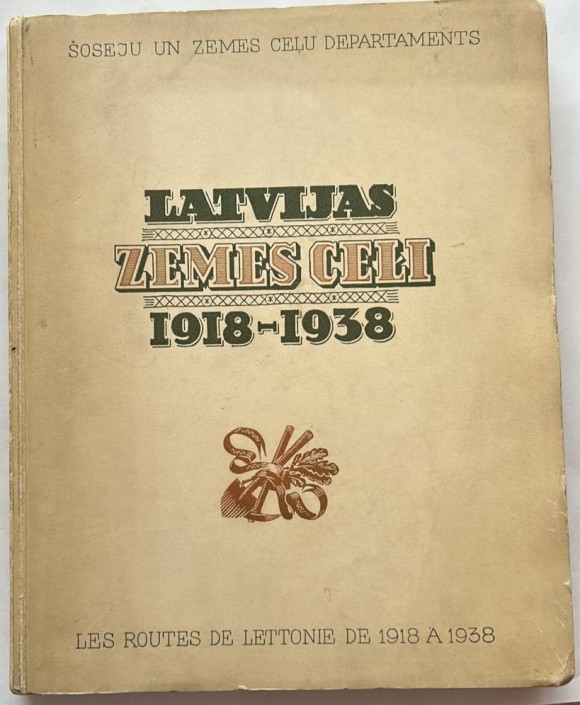 ŠOSEJU UN ZEMES CEĻU DEPARTAMENTS
LATVIJAS
ZEMES CEĻI
1918-1938
LES ROUTES DE LETTONIE DE 1918 A 1938